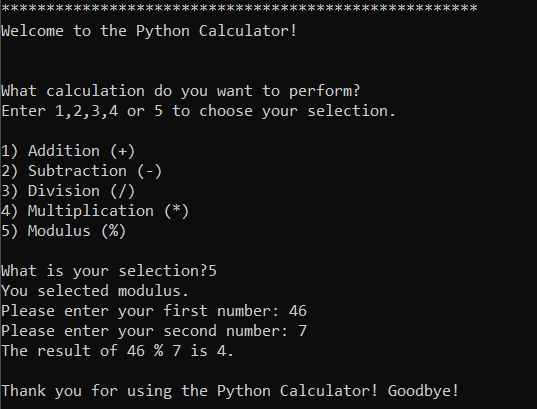 *****************************************************
Welcome to the Python Calculator!
What calculation do you want to perform?
Enter 1,2,3,4 or 5 to choose your selection.
1) Addition (+)
2) Subtraction (-)
3) Division (/)
4) Multiplication (*)
5) Modulus (%)
What is your selection?5
You selected modulus.
Please enter your first number: 46
Please enter your second number: 7
The result of 46 % 7 is 4.
Thank you for using the Python Calculator! Goodbye!